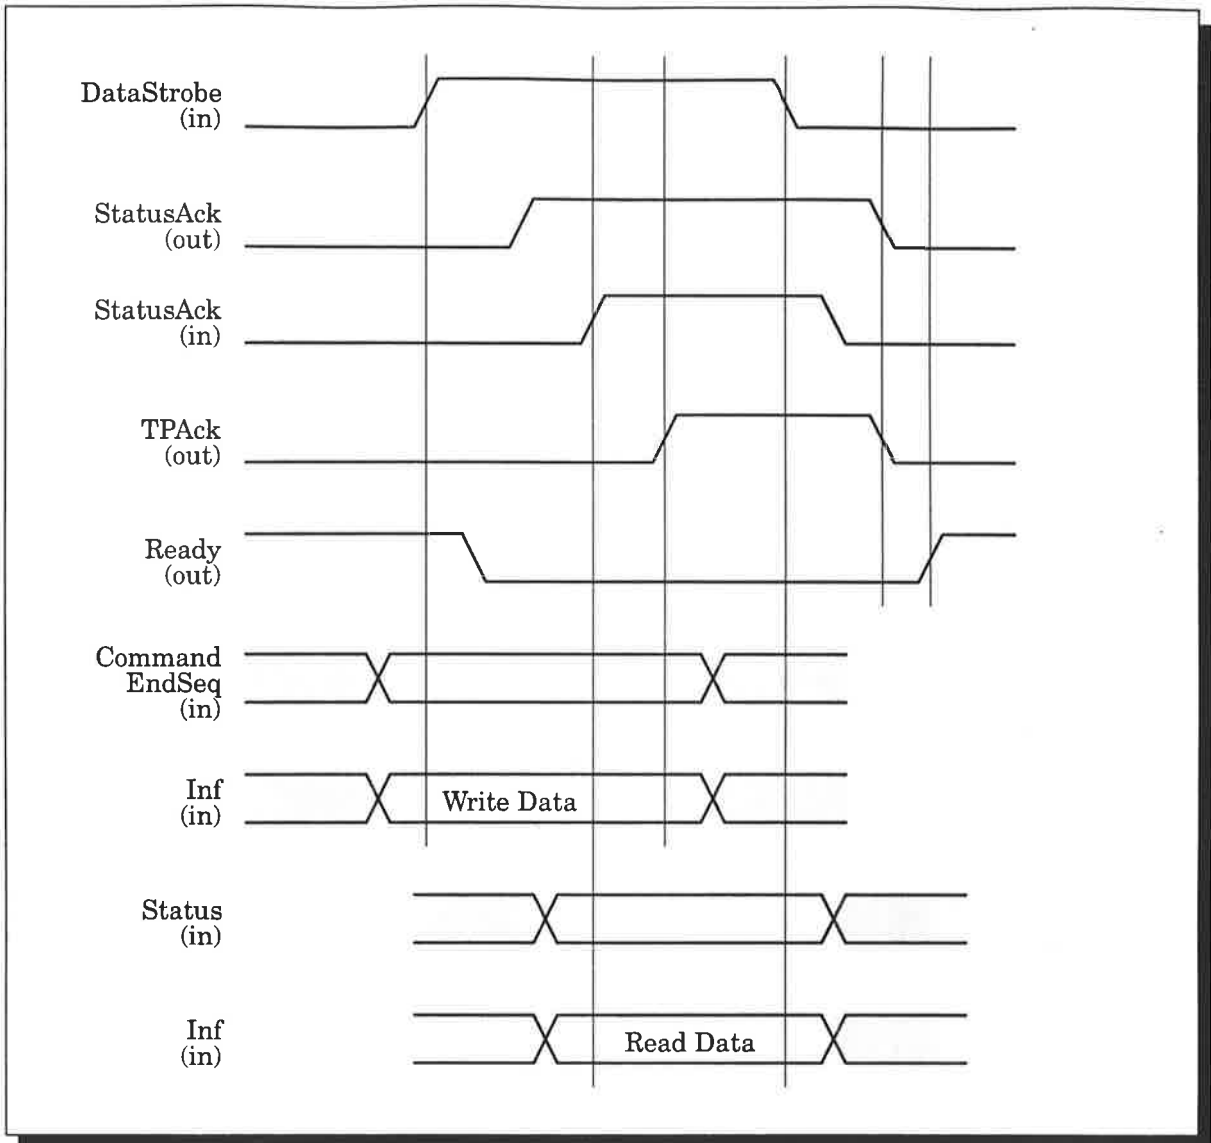 DataStrobe
(in)
StatusAck
(out)
StatusAck
(in)
TPAck
(out)
Ready
(out)
Command
EndSeq
(in)
Inf
(in)
Write Data
Status
(in)
Inf
(in)
Read Data